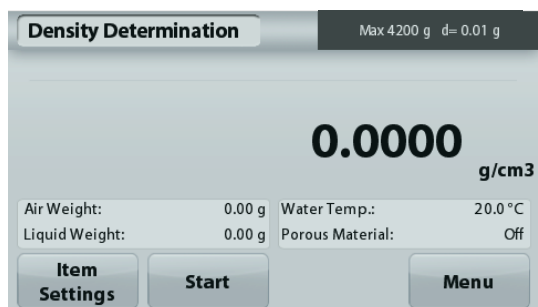 Density Determination
Max 4200 g d= 0.01 g
0.0000
g/cm3
Air Weight: 0.00 g Water Temp.: 20.0 °C
Liquid Weight: 0.00 g Porous Material: Off
Item
Settings
Start
Menu